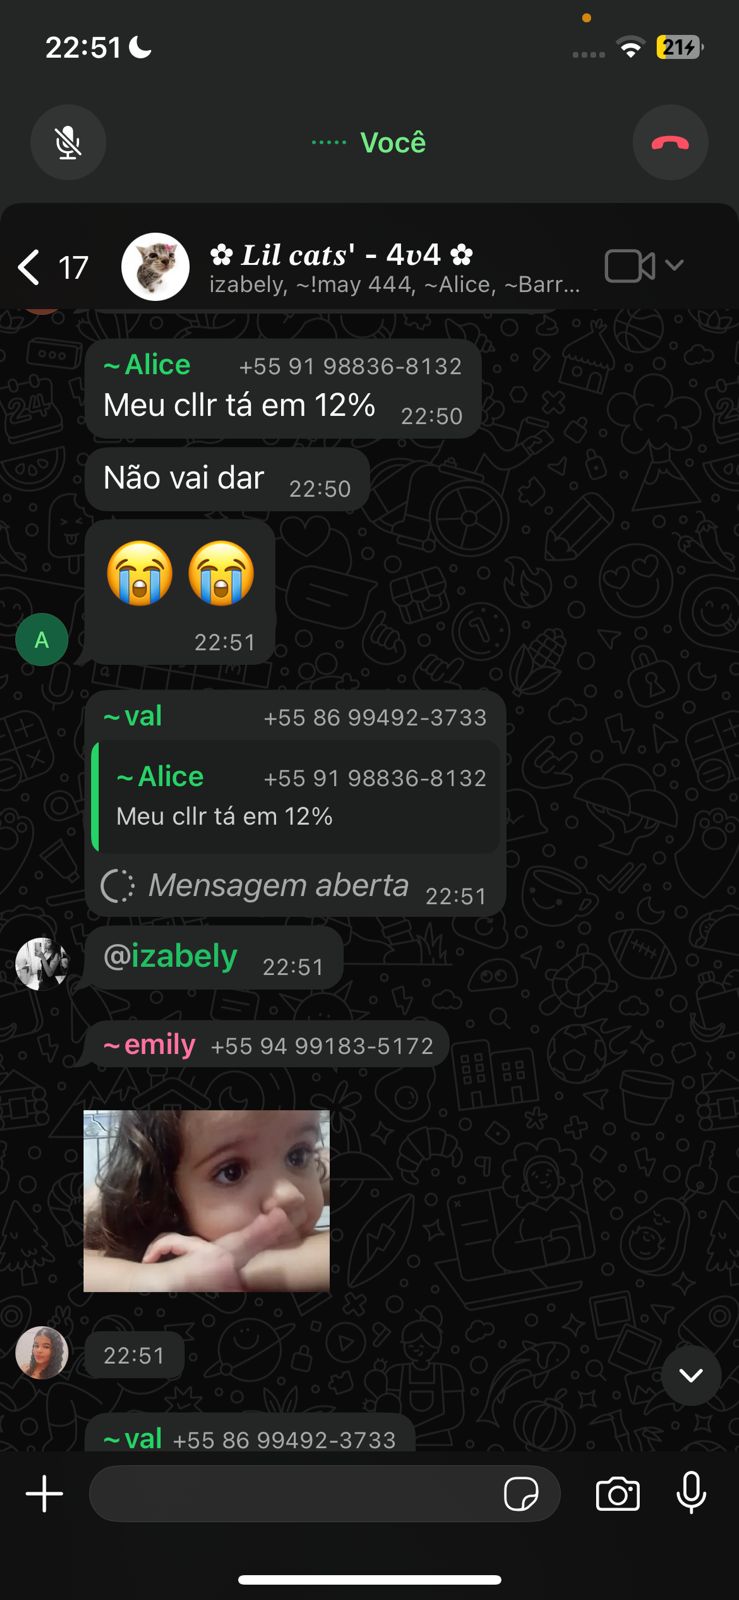 22:51
21
Você
17
✿ Lil cats' - 4v4 ✿
izabely, ~!may 444, ~Alice, ~Barr...
~Alice +55 91 98836-8132
Meu cllr tá em 12% 22:50
Não vai dar 22:50
😭 😭
22:51
A
~val +55 86 99492-3733
~Alice +55 91 98836-8132
Meu cllr tá em 12%
Mensagem aberta 22:51
@izabely 22:51
~emily +55 94 99183-5172
22:51
~val +55 86 99492-3733